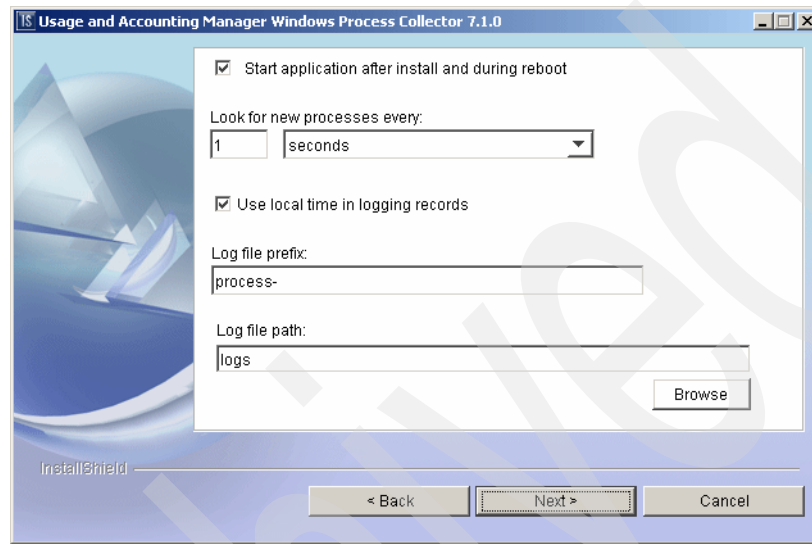 TS Usage and Accounting Manager Windows Process Collector 7.1.0
Start application after install and during reboot
Look for new processes every:
1 seconds
Use local time in logging records
Log file prefix:
process-
Log file path:
logs
Browse
InstallShield
< Back Next > Cancel